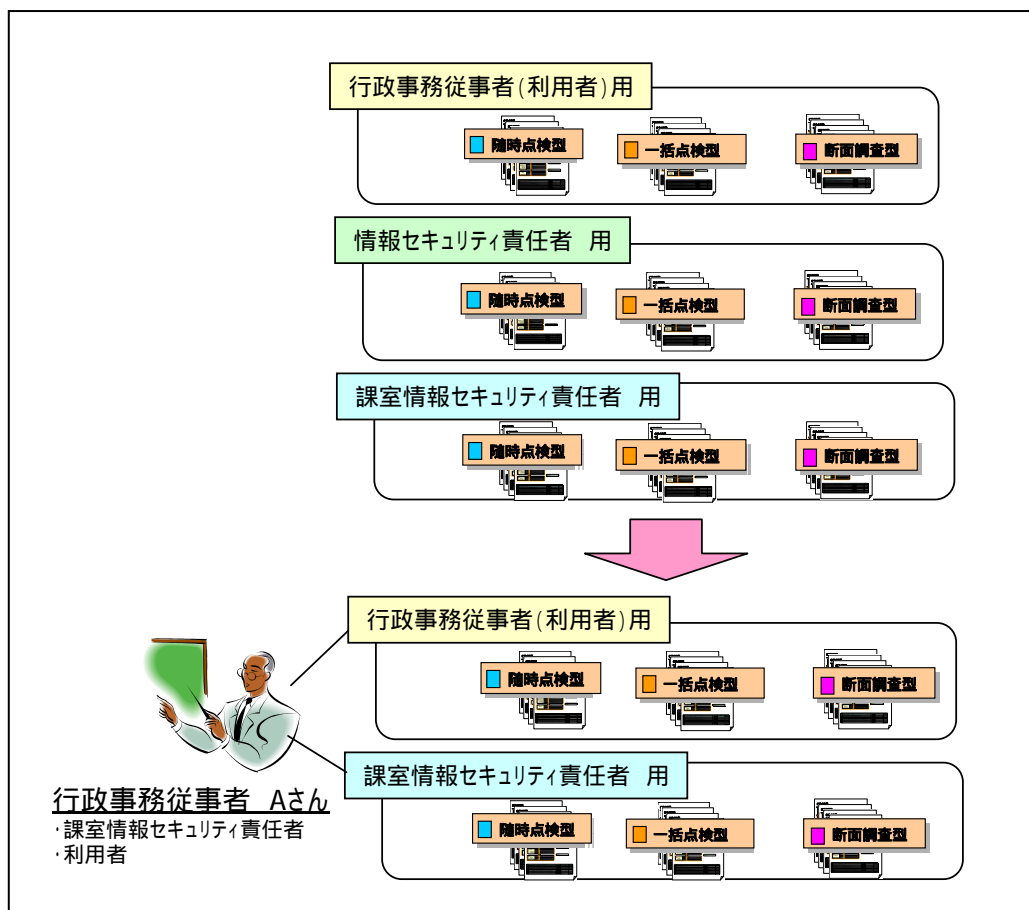 行政事務従事者(利用者)用
随時点検型
一括点検型
断面調査型
情報セキュリティ責任者 用
随時点検型
一括点検型
断面調査型
課室情報セキュリティ責任者 用
随時点検型
一括点検型
断面調査型
行政事務従事者(利用者)用
随時点検型
一括点検型
断面調査型
課室情報セキュリティ責任者 用
随時点検型
一括点検型
断面調査型
行政事務従事者 Aさん
・課室情報セキュリティ責任者
・利用者